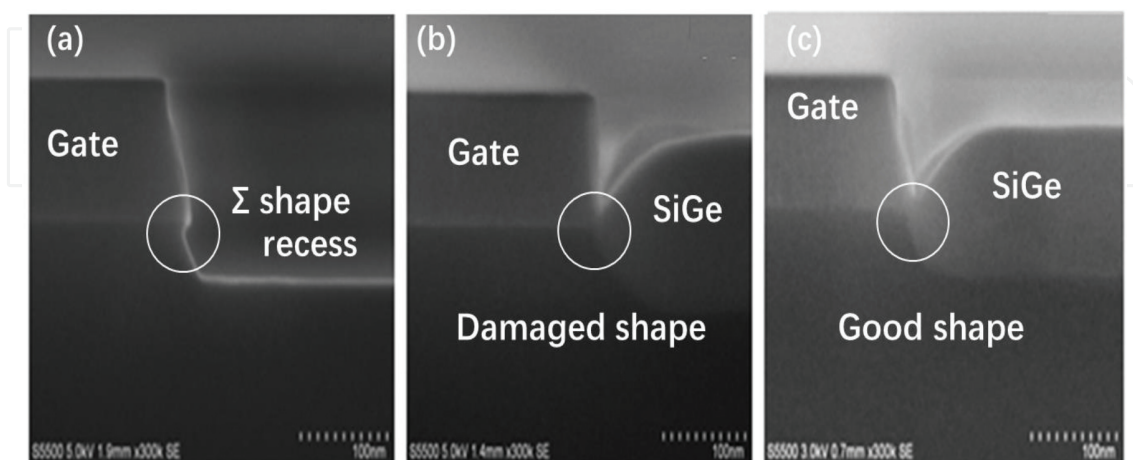 (a)
Gate
Σ shape
recess
S5500 5.0kV 1.9mm x300k SE
100nm
(b)
Gate
SiGe
Damaged shape
S5500 5.0kV 1.4mm x300k SE
100nm
(c)
Gate
SiGe
Good shape
S5500 3.0kV 0.7mm x300k SE
100nm